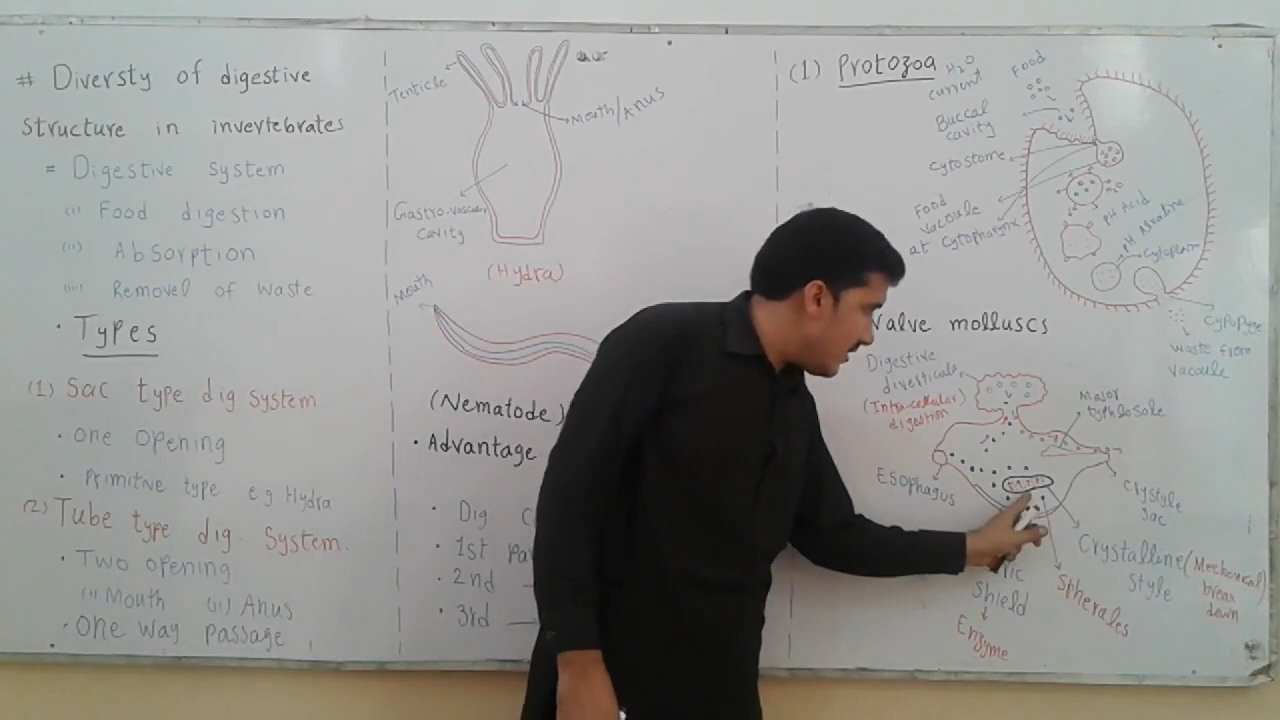 # Diversty of digestive
structure in invertebrates
= Digestive system
(i) Food digestion
(ii) Absorption
(iii) Removel of waste
• Types
(1) Sac type dig System
• one opening
• Primitive type eg Hydra
(2) Tube type dig. System.
• Two opening
(i) Mouth (ii) Anus
• One way passage
Tenticle
Mouth/Anus
Gastro-vascular
cavity
(Hydra)
Mouth
(Nematode)
• Advantage
• Dig
• 1st
• 2nd
• 3rd
(1) Protozoa
H2O
current
Food
Buccal
cavity
cytostome
Food
vacuole
at cytopharynx
pH Acid
pH Alkaline
cytoplasm
waste from
vacoule
valve molluscs
Digestive
diverticals
(Intra-cellular)
digestion
Major
typhlosole
Esophagus
Crystyle
sac
Crystalline (Mechenical)
style break
down
Shield
Enzyme
Spherales